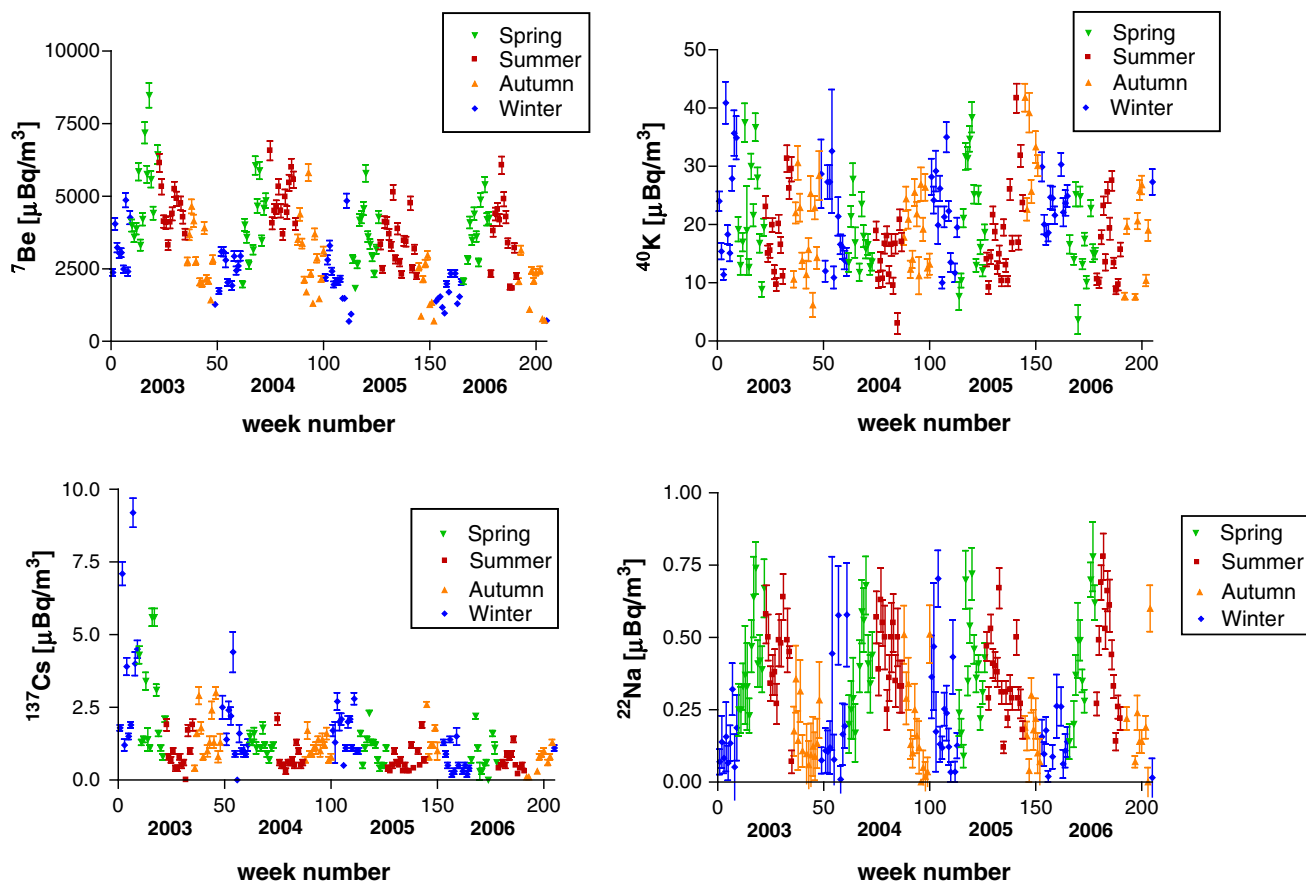 Spring
Summer
Autumn
Winter
10000
7500
5000
2500
0
⁷Be [µBq/m³]
0 50 100 150 200
2003 2004 2005 2006
week number
Spring
Summer
Autumn
Winter
50
40
30
20
10
0
⁴⁰K [µBq/m³]
0 50 100 150 200
2003 2004 2005 2006
week number
Spring
Summer
Autumn
Winter
10.0
7.5
5.0
2.5
0.0
¹³⁷Cs [µBq/m³]
0 50 100 150 200
2003 2004 2005 2006
week number
Spring
Summer
Autumn
Winter
1.00
0.75
0.50
0.25
0.00
²²Na [µBq/m³]
0 50 100 150 200
2003 2004 2005 2006
week number